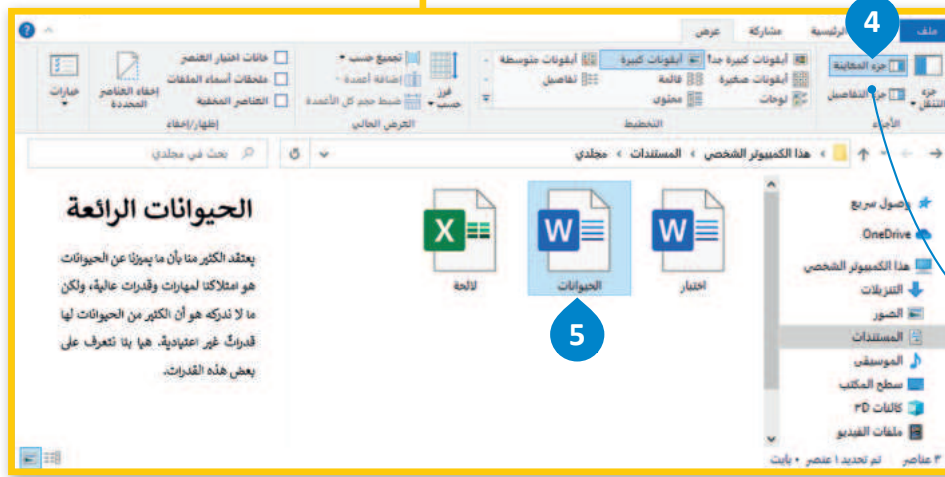 ملف الرئيسية مشاركة عرض
4
جزء التنقل
جزء المعاينة
جزء التفاصيل
الأجزاء
أيقونات كبيرة جدا أيقونات كبيرة أيقونات متوسطة
أيقونات صغيرة قائمة تفاصيل
لوحات محتوى
التخطيط
فرز حسب
تجميع حسب
إضافة أعمدة
ضبط حجم كل الأعمدة
العرض الحالي
خانات اختيار العنصر
ملحقات أسماء الملفات
العناصر المخفية
إخفاء العناصر المحددة
إظهار/إخفاء
خيارات
هذا الكمبيوتر الشخصي › المستندات › مجلدي
بحث في مجلدي
وصول سريع
OneDrive
هذا الكمبيوتر الشخصي
التنزيلات
الصور
المستندات
الموسيقى
سطح المكتب
كائنات 3D
ملفات الفيديو
W W X
اختبار الحيوانات لائحة
5
الحيوانات الرائعة
يعتقد الكثير منا بأن ما يميزنا عن الحيوانات
هو امتلاكنا لمهارات وقدرات عالية، ولكن
ما لا ندركه هو أن الكثير من الحيوانات لها
قدراتٌ غير اعتيادية. هيا بنا نتعرف على
بعض هذه القدرات.
٣ عناصر تم تحديد ١ عنصر ٠ بايت